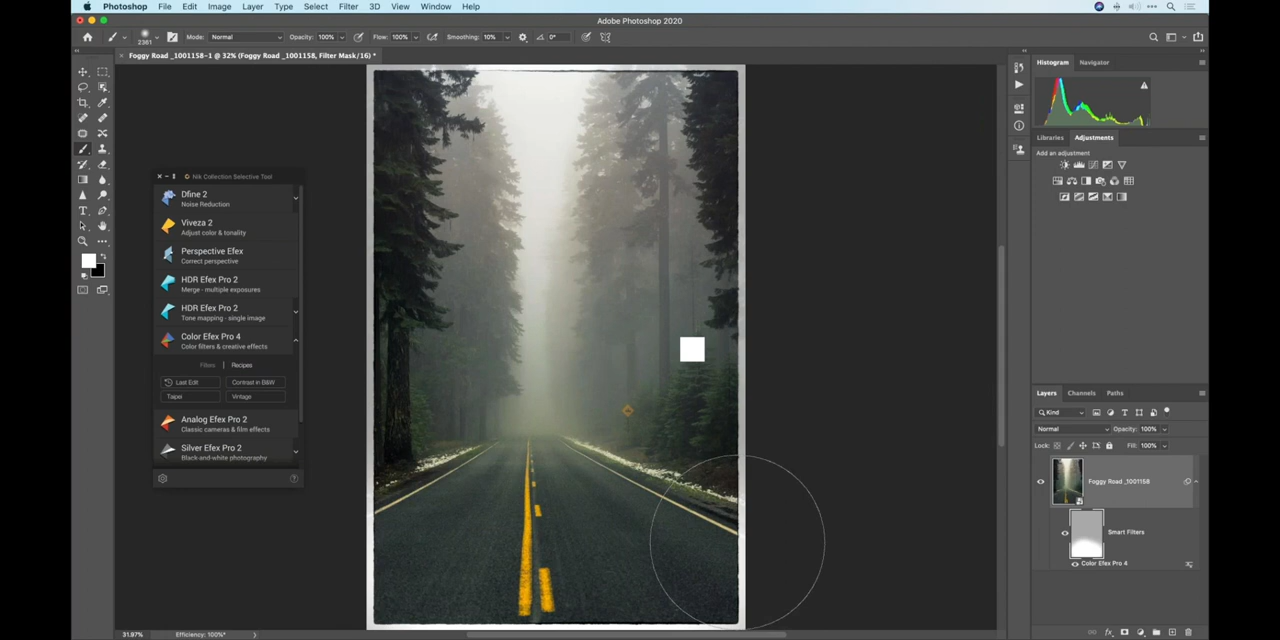 Photoshop File Edit Image Layer Type Select Filter 3D View Window Help
Adobe Photoshop 2020
2361 Mode: Normal Opacity: 100% Flow: 100% Smoothing: 10% 0°
Foggy Road _1001158-1 @ 32% (Foggy Road _1001158, Filter Mask/16) *
Nik Collection Selective Tool
Dfine 2
Noise Reduction
Viveza 2
Adjust color & tonality
Perspective Efex
Correct perspective
HDR Efex Pro 2
Merge - multiple exposures
HDR Efex Pro 2
Tone mapping - single image
Color Efex Pro 4
Color filters & creative effects
Filters | Recipes
Last Edit Contrast in B&W
Taipei Vintage
Analog Efex Pro 2
Classic cameras & film effects
Silver Efex Pro 2
Black-and-white photography
Histogram Navigator
Libraries Adjustments
Add an adjustment
Layers Channels Paths
Kind
Normal Opacity: 100%
Lock: Fill: 100%
Foggy Road _1001158
Smart Filters
Color Efex Pro 4
31.97% Efficiency: 100%*